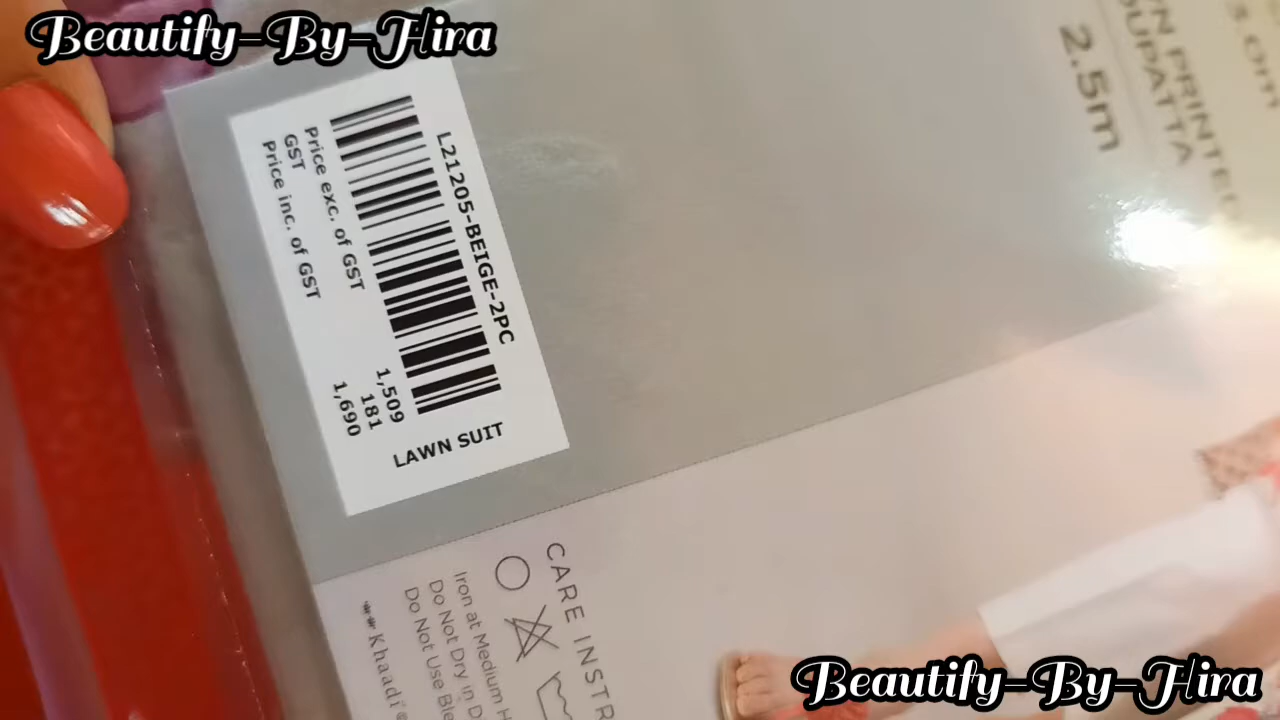 Beautify-By-Hira
L21205-BEIGE-2PC
Price exc. of GST 1,509
GST 181
Price inc. of GST 1,690
LAWN SUIT
PRINTED
DUPATTA
2.5m
CARE INSTR
Iron at Medium H
Do Not Dry in D
Do Not Use Ble
Khaadi
Beautify-By-Hira